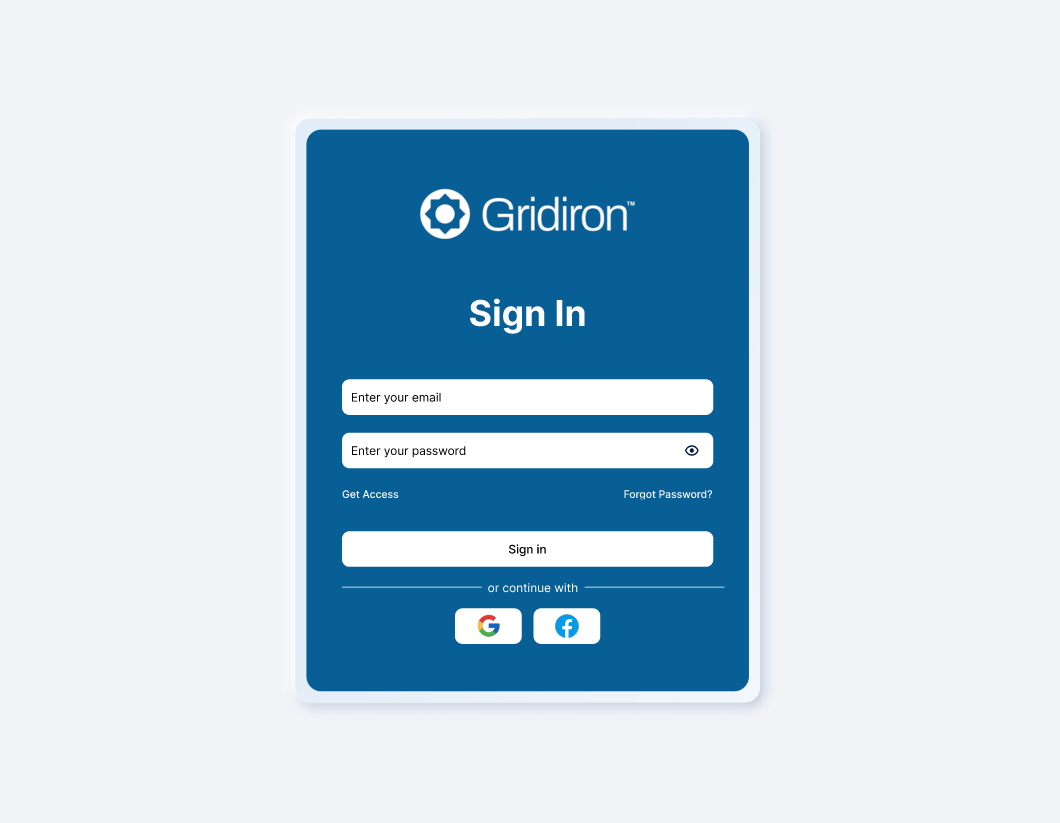 Gridiron™
Sign In
Enter your email
Enter your password
Get Access Forgot Password?
Sign in
or continue with